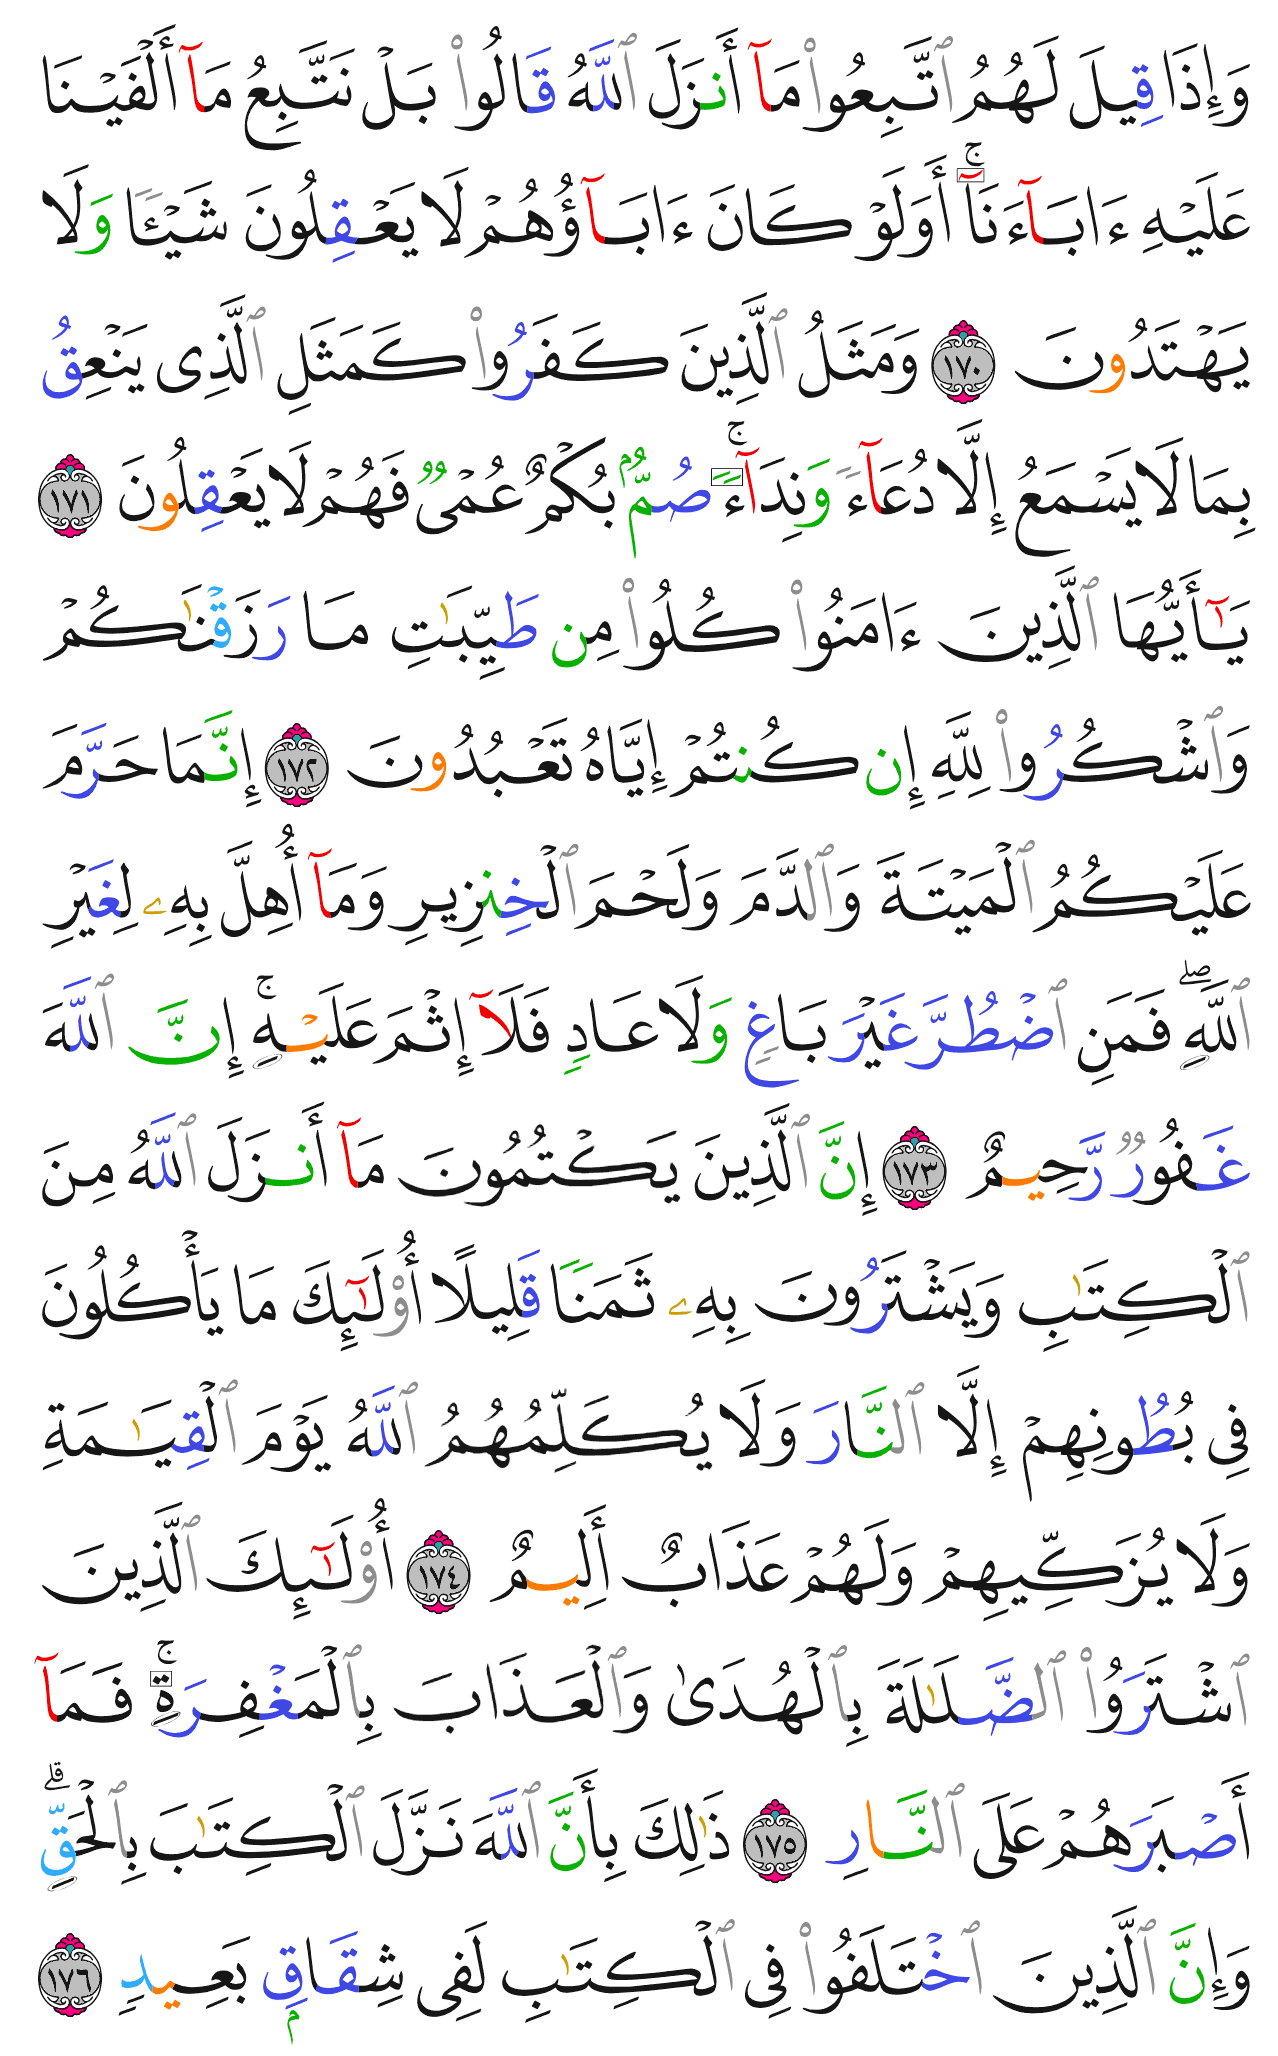 وَإِذَا قِيلَ لَهُمُ ٱتَّبِعُوا۟ مَآ أَنزَلَ ٱللَّهُ قَالُوا۟ بَلْ نَتَّبِعُ مَآ أَلْفَيْنَا
عَلَيْهِ ءَابَآءَنَآ ۚ أَوَلَوْ كَانَ ءَابَآؤُهُمْ لَا يَعْقِلُونَ شَيْـًٔا وَلَا
يَهْتَدُونَ ١٧٠ وَمَثَلُ ٱلَّذِينَ كَفَرُوا۟ كَمَثَلِ ٱلَّذِى يَنْعِقُ
بِمَا لَا يَسْمَعُ إِلَّا دُعَآءً وَنِدَآءً ۚ صُمٌّۢ بُكْمٌ عُمْىٌ فَهُمْ لَا يَعْقِلُونَ ١٧١
يَـٰٓأَيُّهَا ٱلَّذِينَ ءَامَنُوا۟ كُلُوا۟ مِن طَيِّبَـٰتِ مَا رَزَقْنَـٰكُمْ
وَٱشْكُرُوا۟ لِلَّهِ إِن كُنتُمْ إِيَّاهُ تَعْبُدُونَ ١٧٢ إِنَّمَا حَرَّمَ
عَلَيْكُمُ ٱلْمَيْتَةَ وَٱلدَّمَ وَلَحْمَ ٱلْخِنزِيرِ وَمَآ أُهِلَّ بِهِۦ لِغَيْرِ
ٱللَّهِ ۖ فَمَنِ ٱضْطُرَّ غَيْرَ بَاغٍ وَلَا عَادٍ فَلَآ إِثْمَ عَلَيْهِ ۚ إِنَّ ٱللَّهَ
غَفُورٌ رَّحِيمٌ ١٧٣ إِنَّ ٱلَّذِينَ يَكْتُمُونَ مَآ أَنزَلَ ٱللَّهُ مِنَ
ٱلْكِتَـٰبِ وَيَشْتَرُونَ بِهِۦ ثَمَنًا قَلِيلًا أُو۟لَـٰٓئِكَ مَا يَأْكُلُونَ
فِى بُطُونِهِمْ إِلَّا ٱلنَّارَ وَلَا يُكَلِّمُهُمُ ٱللَّهُ يَوْمَ ٱلْقِيَـٰمَةِ
وَلَا يُزَكِّيهِمْ وَلَهُمْ عَذَابٌ أَلِيمٌ ١٧٤ أُو۟لَـٰٓئِكَ ٱلَّذِينَ
ٱشْتَرَوُا۟ ٱلضَّلَـٰلَةَ بِٱلْهُدَىٰ وَٱلْعَذَابَ بِٱلْمَغْفِرَةِ ۚ فَمَآ
أَصْبَرَهُمْ عَلَى ٱلنَّارِ ١٧٥ ذَٰلِكَ بِأَنَّ ٱللَّهَ نَزَّلَ ٱلْكِتَـٰبَ بِٱلْحَقِّ ۗ
وَإِنَّ ٱلَّذِينَ ٱخْتَلَفُوا۟ فِى ٱلْكِتَـٰبِ لَفِى شِقَاقٍۭ بَعِيدٍ ١٧٦